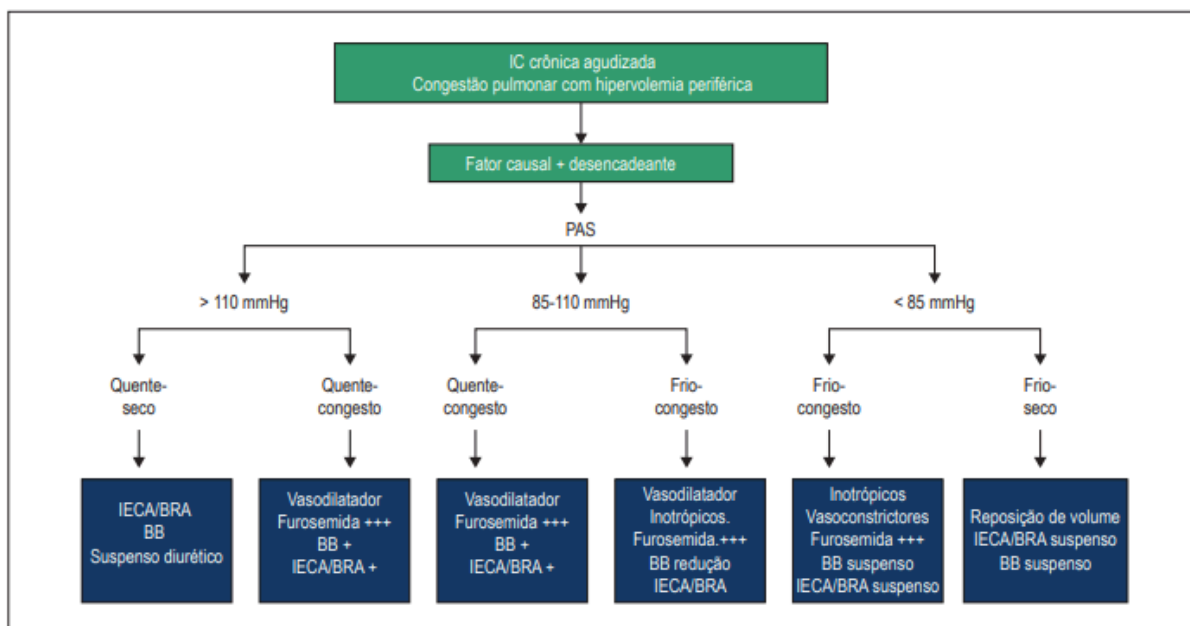 IC crônica agudizada
Congestão pulmonar com hipervolemia periférica
Fator causal + desencadeante
PAS
> 110 mmHg
85-110 mmHg
< 85 mmHg
Quente-
seco
Quente-
congesto
Quente-
congesto
Frio-
congesto
Frio-
congesto
Frio-
seco
IECA/BRA
BB
Suspenso diurético
Vasodilatador
Furosemida +++
BB +
IECA/BRA +
Vasodilatador
Furosemida +++
BB +
IECA/BRA +
Vasodilatador
Inotrópicos.
Furosemida.+++
BB redução
IECA/BRA
Inotrópicos
Vasoconstrictores
Furosemida +++
BB suspenso
IECA/BRA suspenso
Reposição de volume
IECA/BRA suspenso
BB suspenso